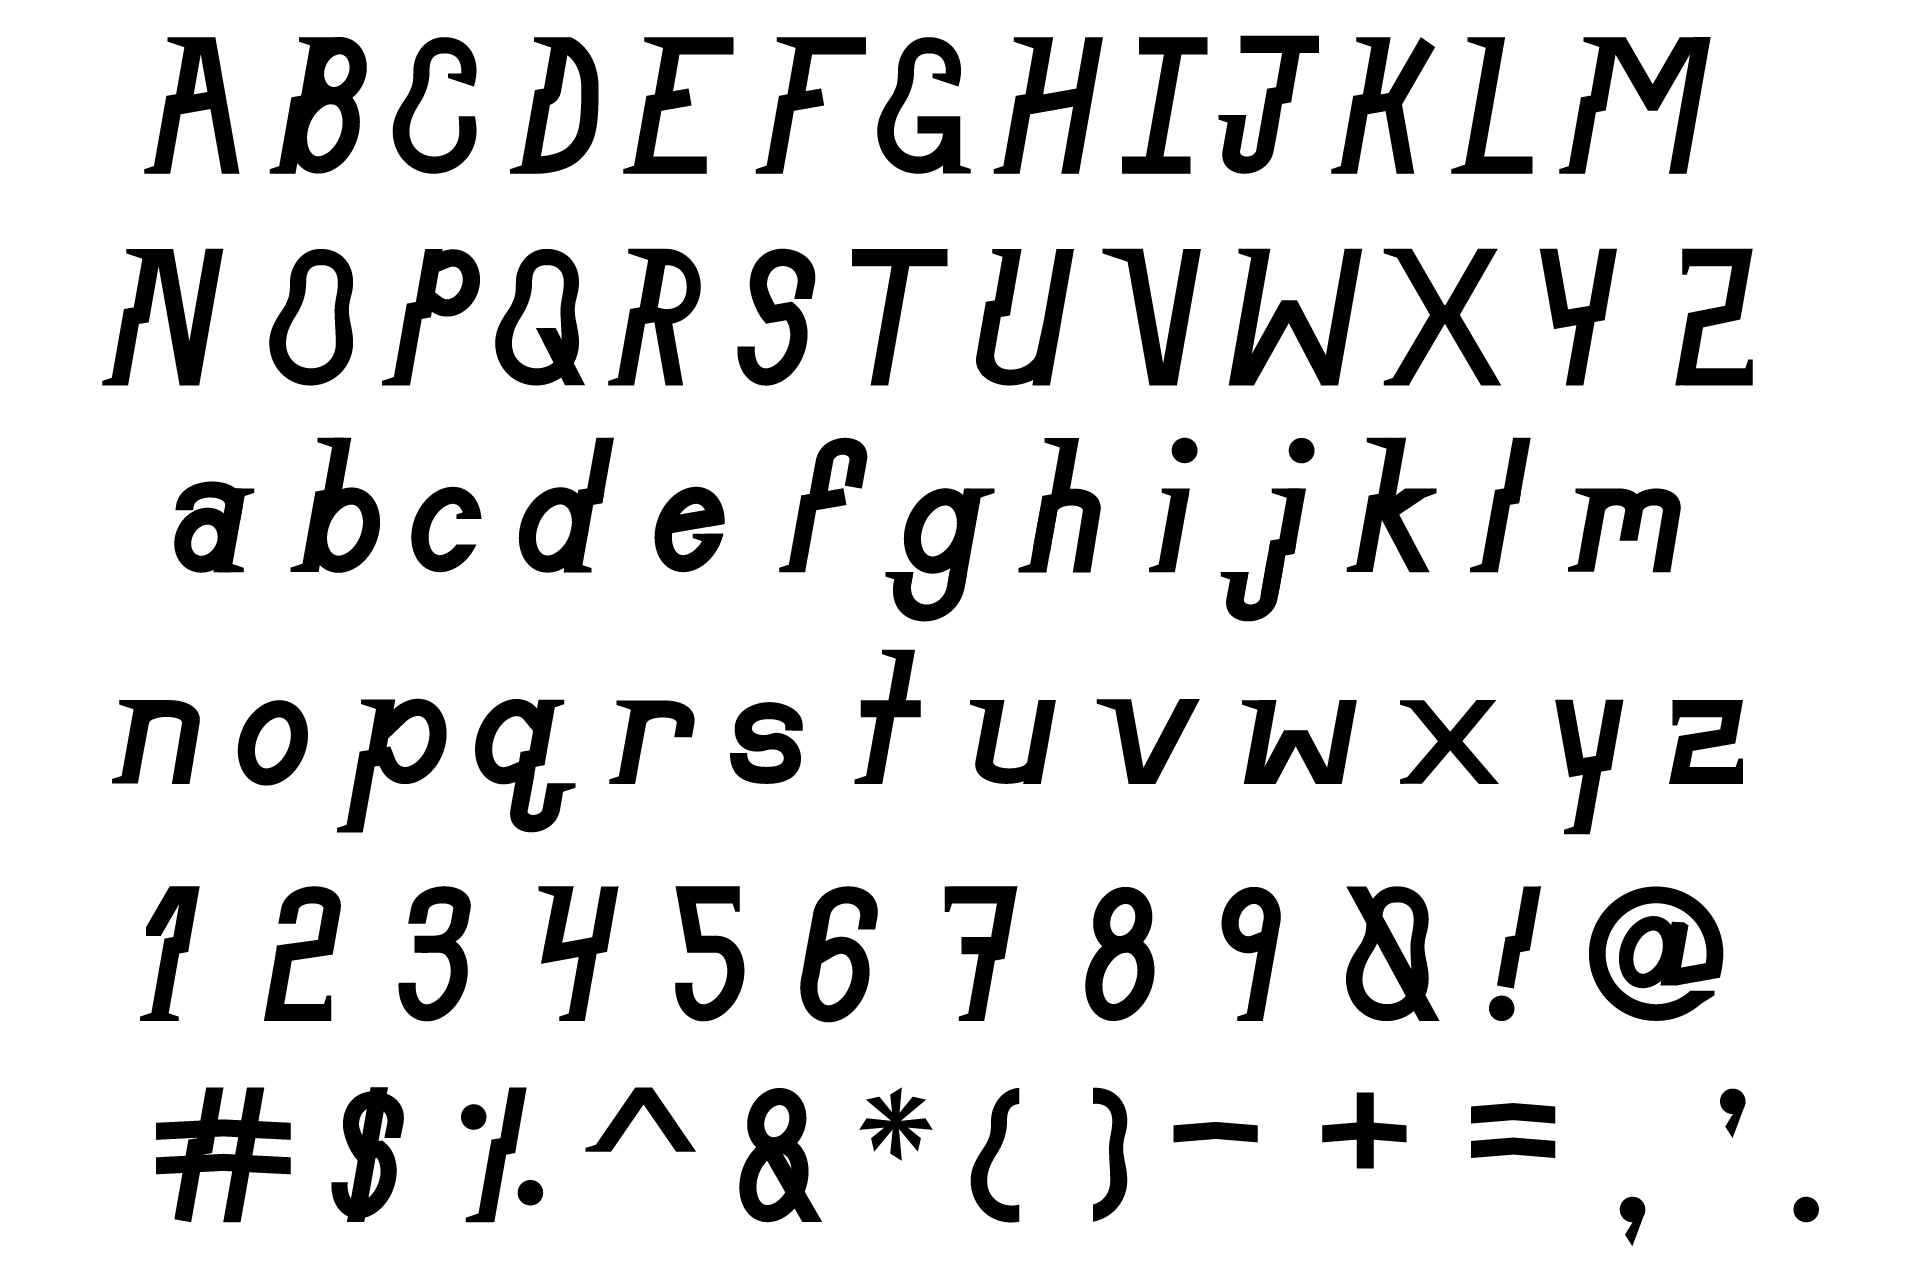 A B C D E F G H I J K L M
N O P Q R S T U V W X Y Z
a b c d e f g h i j k l m
n o p q r s t u v w x y z
1 2 3 4 5 6 7 8 9 0 ! @
# $ % ^ & * ( ) - + = , ' .